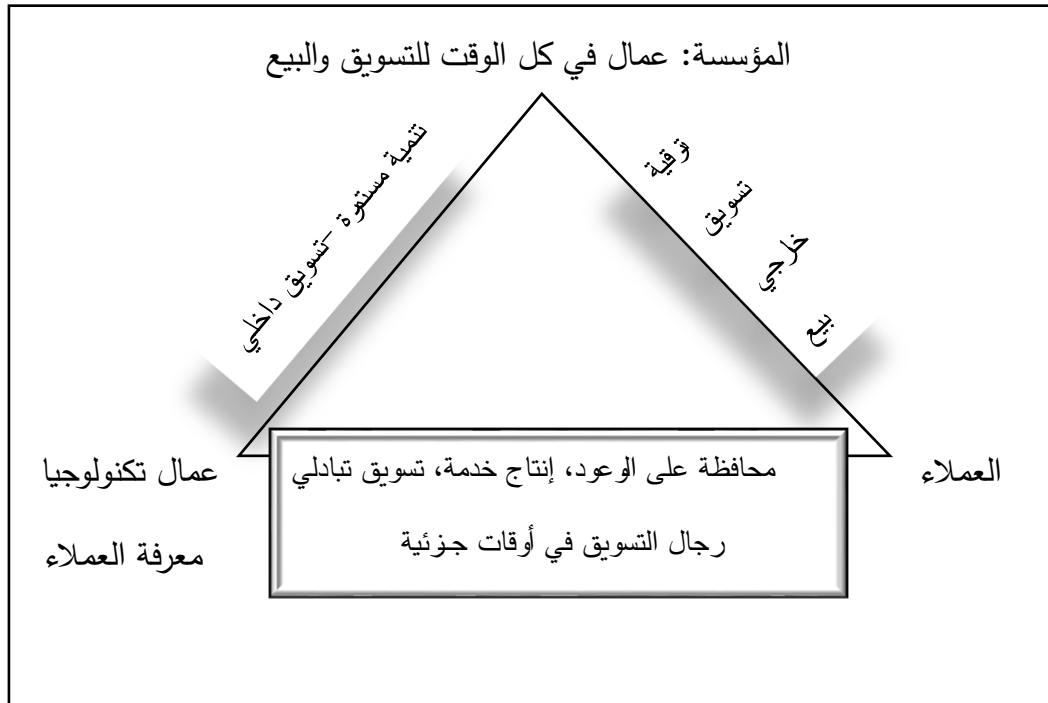 المؤسسة: عمال في كل الوقت للتسويق والبيع
تنمية مستمرة -تسويق داخلي
ترقية
تسويق
خارجي
بيع
العملاء
محافظة على الوعود، إنتاج خدمة، تسويق تبادلي
رجال التسويق في أوقات جزئية
عمال تكنولوجيا
معرفة العملاء